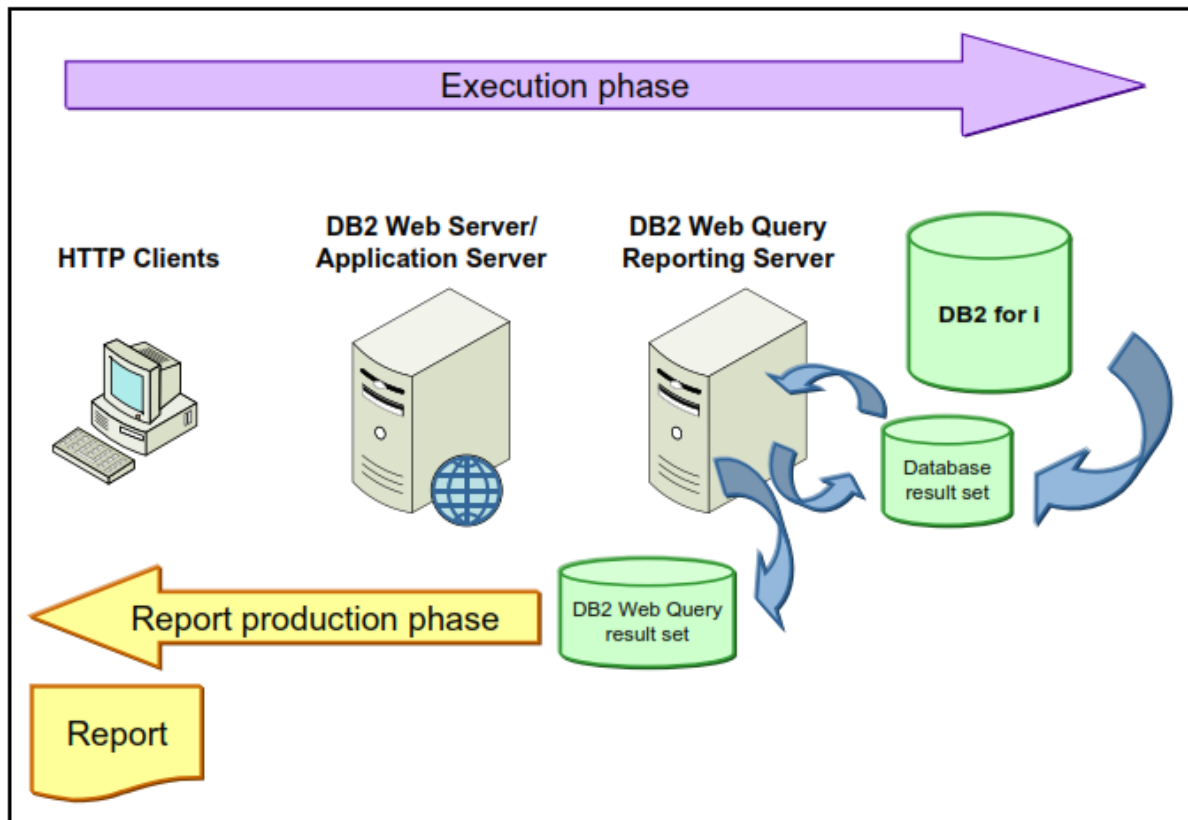 Execution phase
HTTP Clients
DB2 Web Server/
Application Server
DB2 Web Query
Reporting Server
DB2 for i
Database
result set
DB2 Web Query
result set
Report production phase
Report